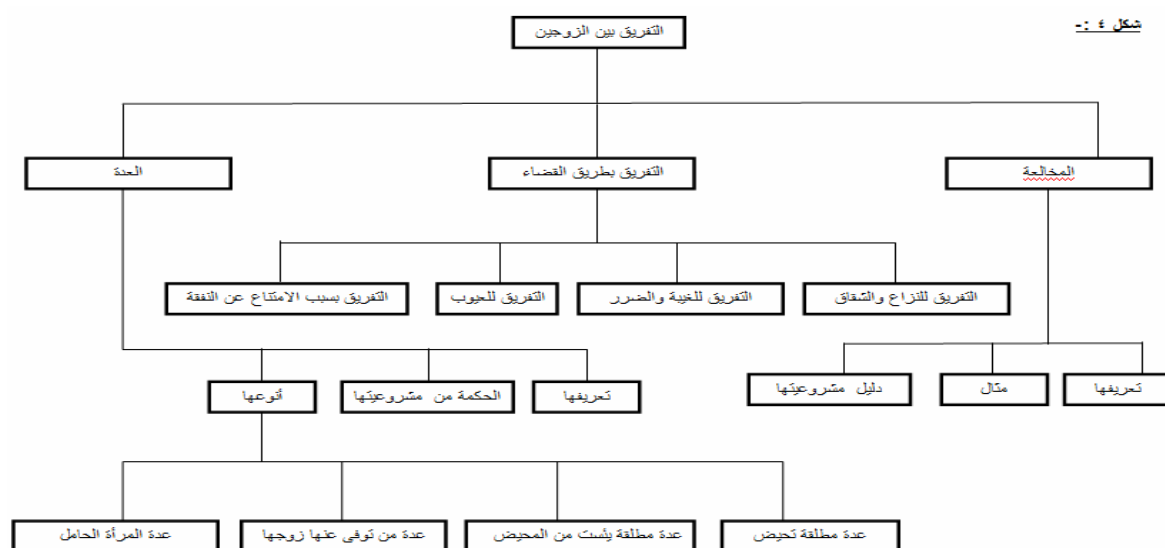 شكل ٤ :-
التفريق بين الزوجين
المخالعة
التفريق بطريق القضاء
العدة
التفريق للنزاع والشقاق
التفريق للغيبة والضرر
التفريق للعيوب
التفريق بسبب الامتناع عن النفقة
تعريفها
مثال
دليل مشروعيتها
تعريفها
الحكمة من مشروعيتها
أنوعها
عدة مطلقة تحيض
عدة مطلقة يئست من المحيض
عدة من توفى عنها زوجها
عدة المرأة الحامل